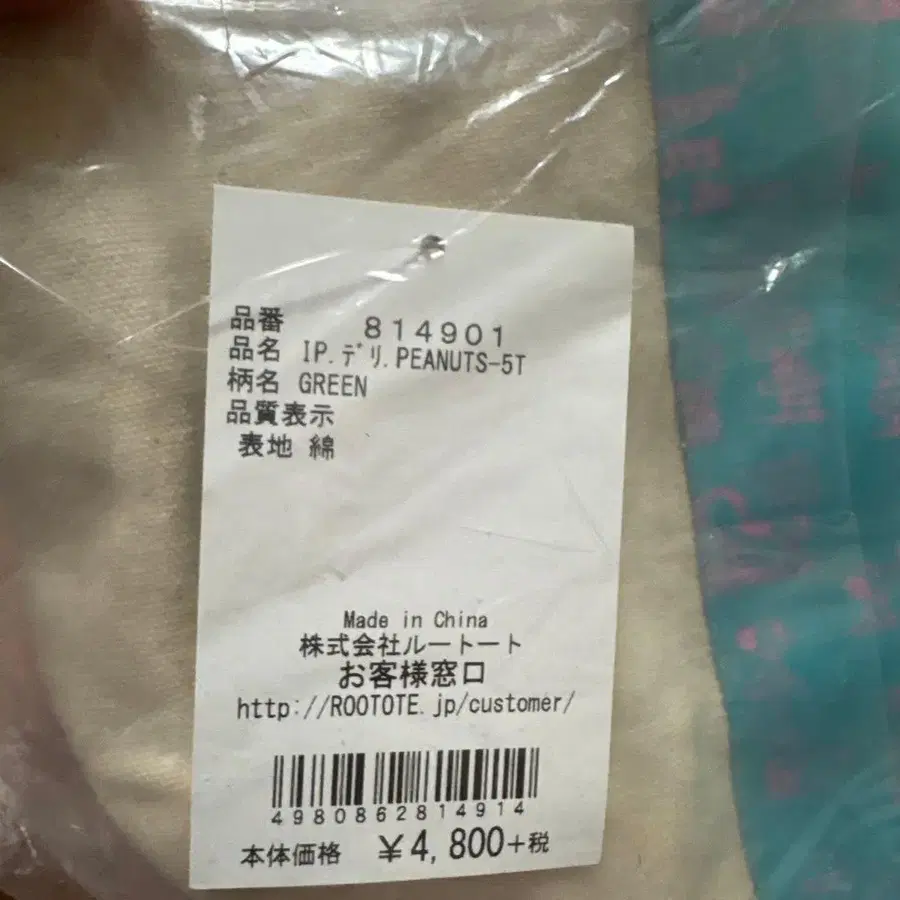 品番 814901
品名 IP.デリ.PEANUTS-5T
柄名 GREEN
品質表示
表地 綿
Made in China
株式会社ルートート
お客様窓口
http://ROOTOTE.jp/customer/
4980862814914
本体価格 ¥4,800+税